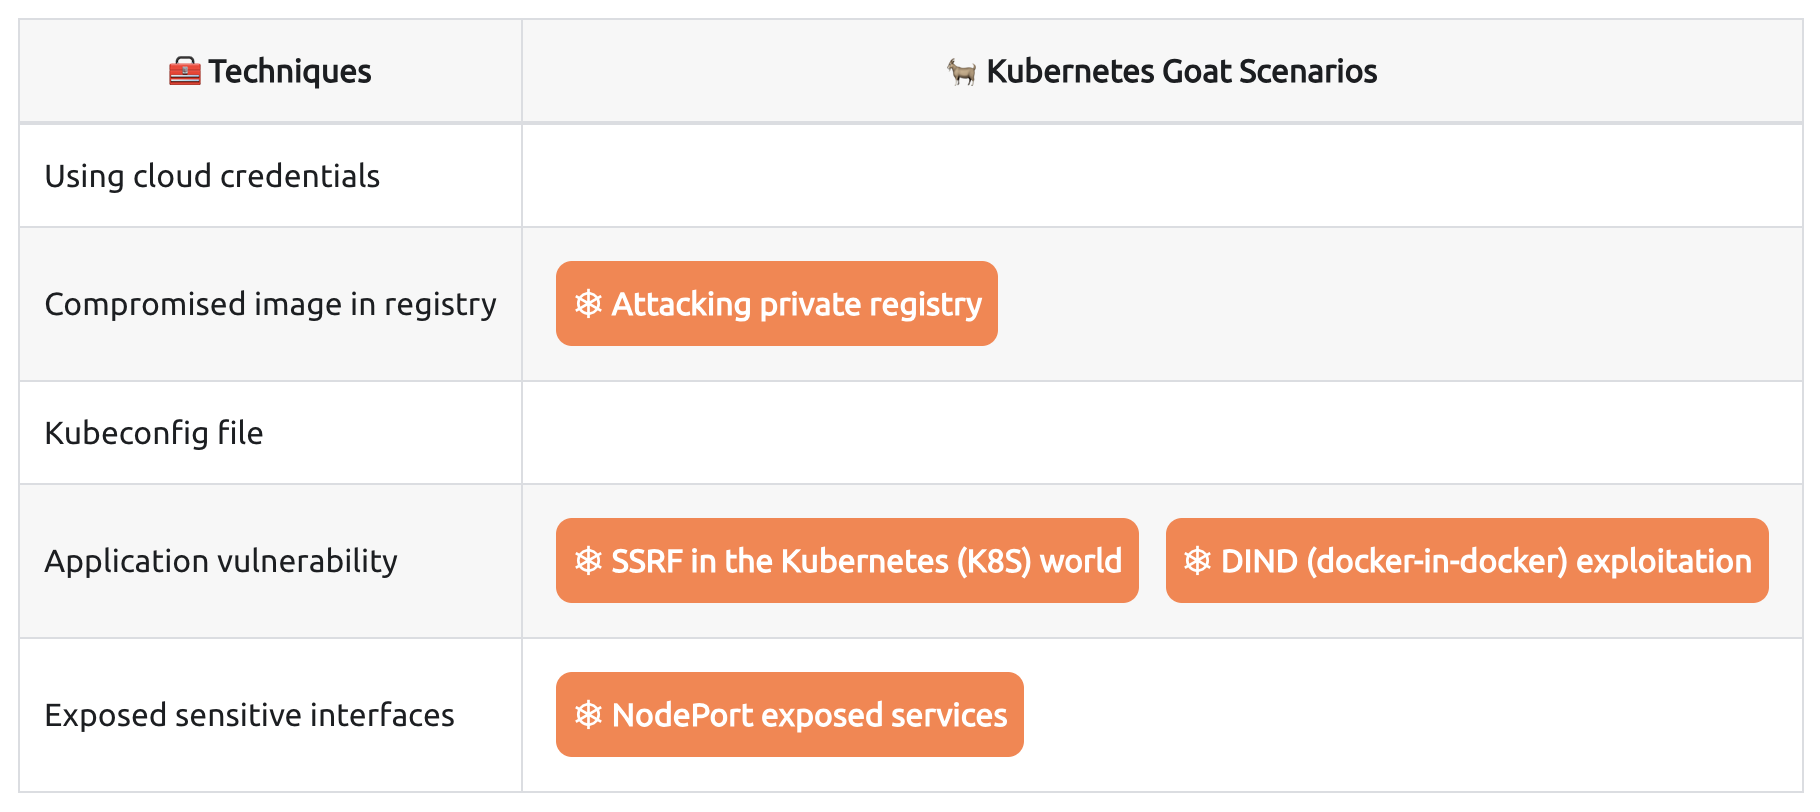 🧰 Techniques
🐐 Kubernetes Goat Scenarios
Using cloud credentials
Compromised image in registry
⎈ Attacking private registry
Kubeconfig file
Application vulnerability
⎈ SSRF in the Kubernetes (K8S) world
⎈ DIND (docker-in-docker) exploitation
Exposed sensitive interfaces
⎈ NodePort exposed services